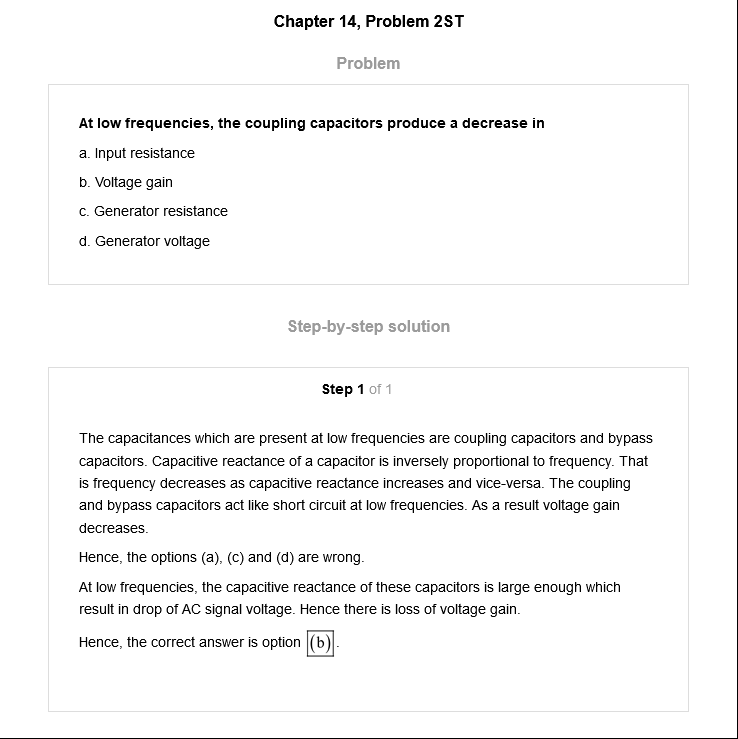 Chapter 14, Problem 2ST
Problem
At low frequencies, the coupling capacitors produce a decrease in
a. Input resistance
b. Voltage gain
c. Generator resistance
d. Generator voltage
Step-by-step solution
Step 1 of 1
The capacitances which are present at low frequencies are coupling capacitors and bypass
capacitors. Capacitive reactance of a capacitor is inversely proportional to frequency. That
is frequency decreases as capacitive reactance increases and vice-versa. The coupling
and bypass capacitors act like short circuit at low frequencies. As a result voltage gain
decreases.
Hence, the options (a), (c) and (d) are wrong.
At low frequencies, the capacitive reactance of these capacitors is large enough which
result in drop of AC signal voltage. Hence there is loss of voltage gain.
Hence, the correct answer is option (b).